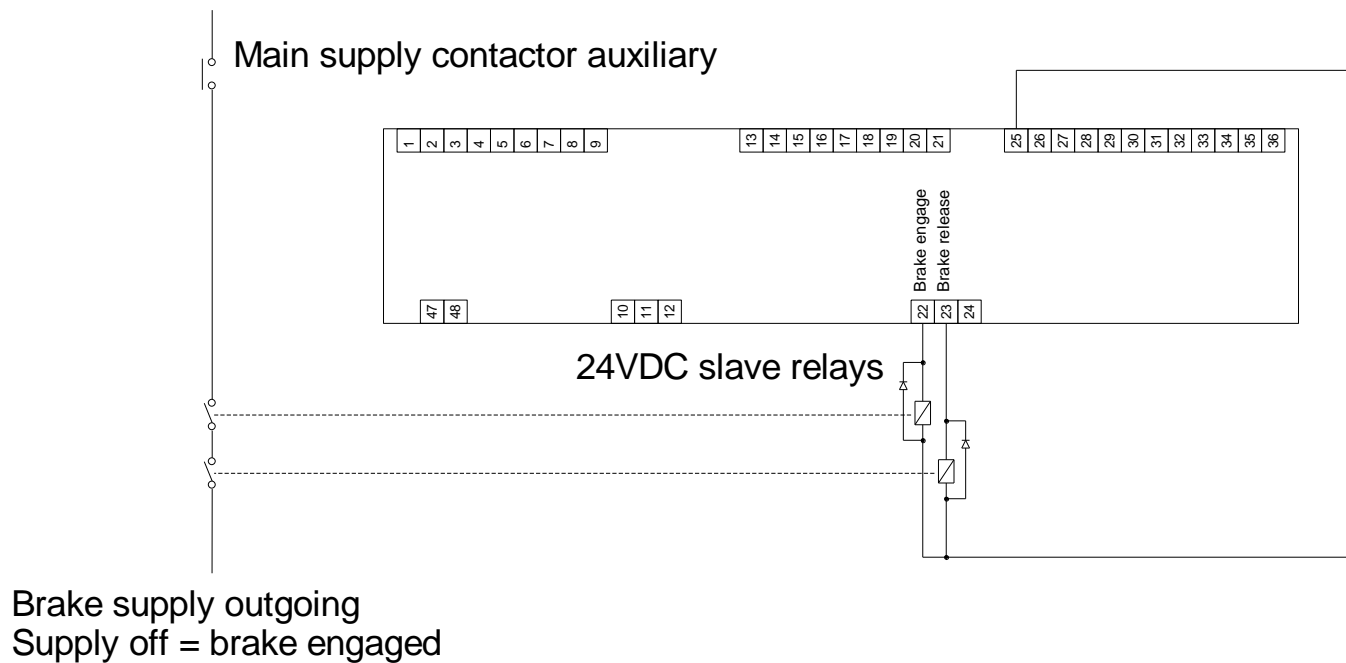 Main supply contactor auxiliary
1 2 3 4 5 6 7 8 9 13 14 15 16 17 18 19 20 21 25 26 27 28 29 30 31 32 33 34 35 36
Brake engage
Brake release
47 48 10 11 12 22 23 24
24VDC slave relays
Brake supply outgoing
Supply off = brake engaged